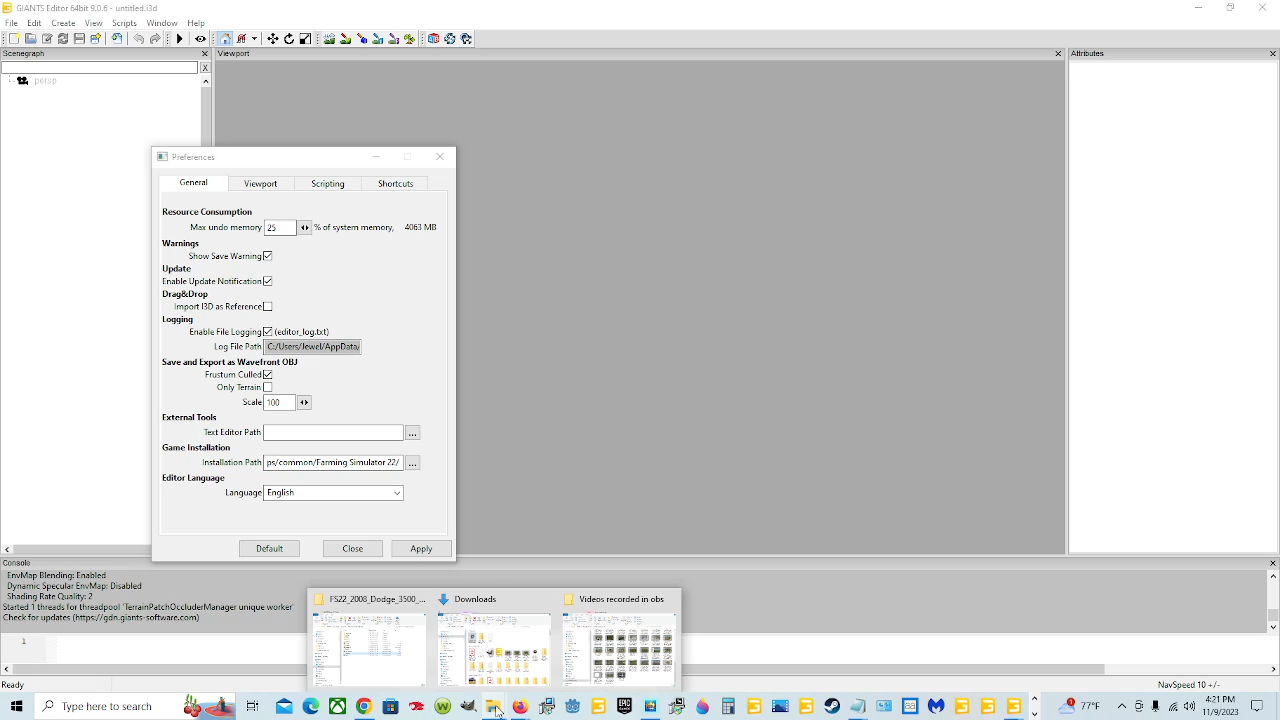 GIANTS Editor 64bit 9.0.6 - untitled.i3d
File Edit Create View Scripts Window Help
Scenegraph
Viewport
Attributes
X
persp
Preferences
General Viewport Scripting Shortcuts
Resource Consumption
Max undo memory 25 % of system memory, 4063 MB
Warnings
Show Save Warning
Update
Enable Update Notification
Drag&Drop
Import I3D as Reference
Logging
Enable File Logging (editor_log.txt)
Log File Path C:/Users/Jewel/AppData/
Save and Export as Wavefront OBJ
Frustum Culled
Only Terrain
Scale 100
External Tools
Text Editor Path ...
Game Installation
Installation Path ps/common/Farming Simulator 22/ ...
Editor Language
Language English
Default Close Apply
Console
EnvMap Blending: Enabled
Dynamic Specular EnvMap: Disabled
Shading Rate Quality: 2
Started 1 threads for threadpool 'TerrainPatchOccluderManager unique worker'
Check for updates (https://gdn.giants-software.com)
1
FS22_2008_Dodge_3500_...
Downloads
Videos recorded in obs
Ready
NavSpeed 10 +/-
Type here to search
77°F
4:21 PM
11/9/2023